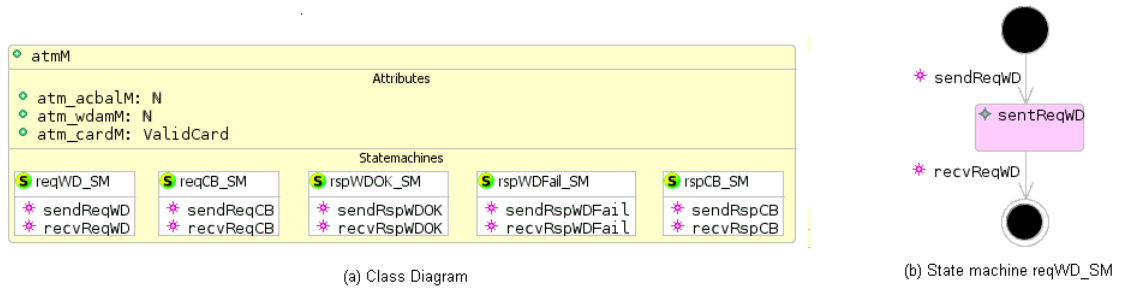 atmM
Attributes
atm_acbalM: ℕ
atm_wdamM: ℕ
atm_cardM: ValidCard
Statemachines
S reqWD_SM
sendReqWD
recvReqWD
S reqCB_SM
sendReqCB
recvReqCB
S rspWDOK_SM
sendRspWDOK
recvRspWDOK
S rspWDFail_SM
sendRspWDFail
recvRspWDFail
S rspCB_SM
sendRspCB
recvRspCB
(a) Class Diagram
sendReqWD
sentReqWD
recvReqWD
(b) State machine reqWD_SM